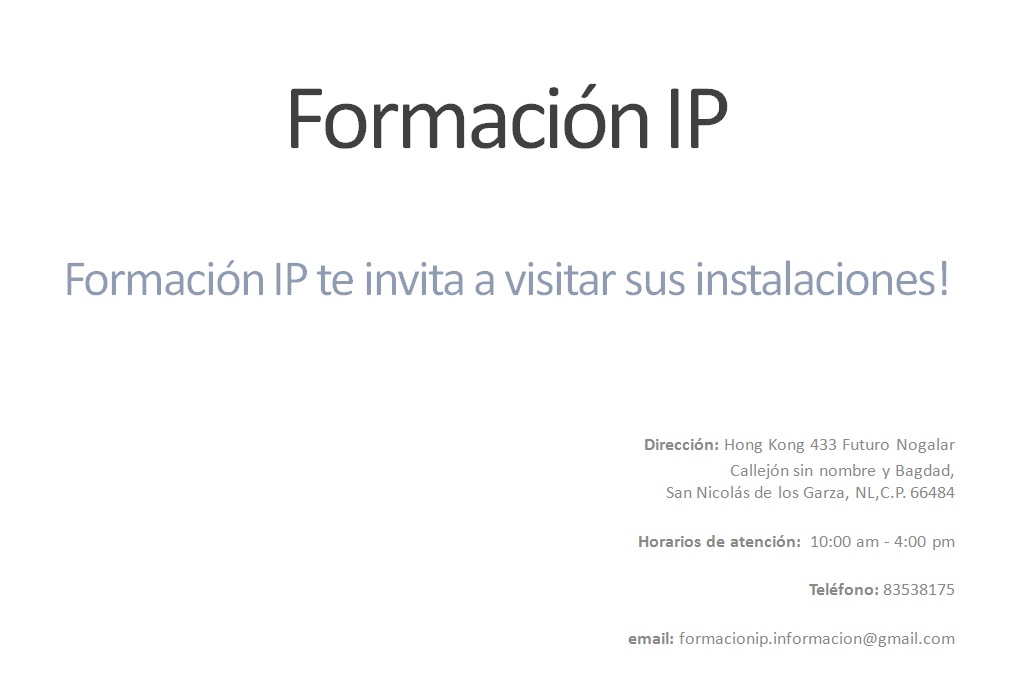 Formación IP
Formación IP te invita a visitar sus instalaciones!
Dirección: Hong Kong 433 Futuro Nogalar
Callejón sin nombre y Bagdad,
San Nicolás de los Garza, NL,C.P. 66484
Horarios de atención: 10:00 am - 4:00 pm
Teléfono: 83538175
email: formacionip.informacion@gmail.com